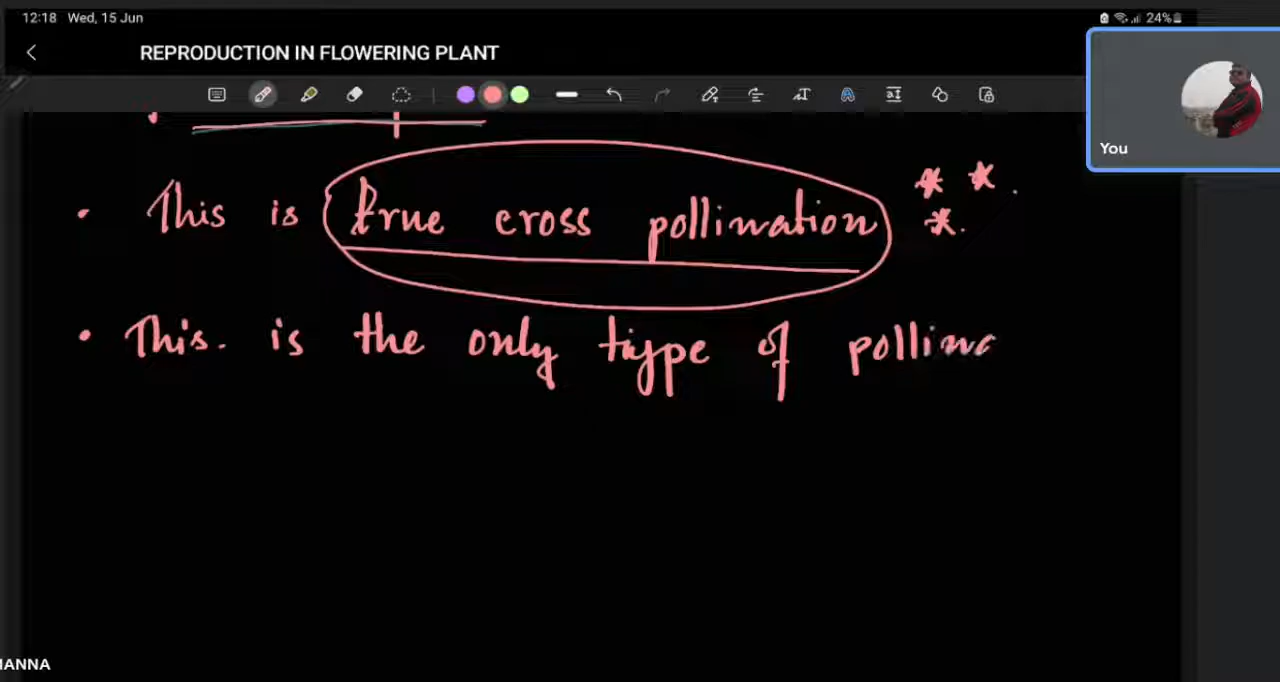 12:18 Wed, 15 Jun
24%
REPRODUCTION IN FLOWERING PLANT
You
• This is true cross pollination ***
• This. is the only type of pollina
IANNA